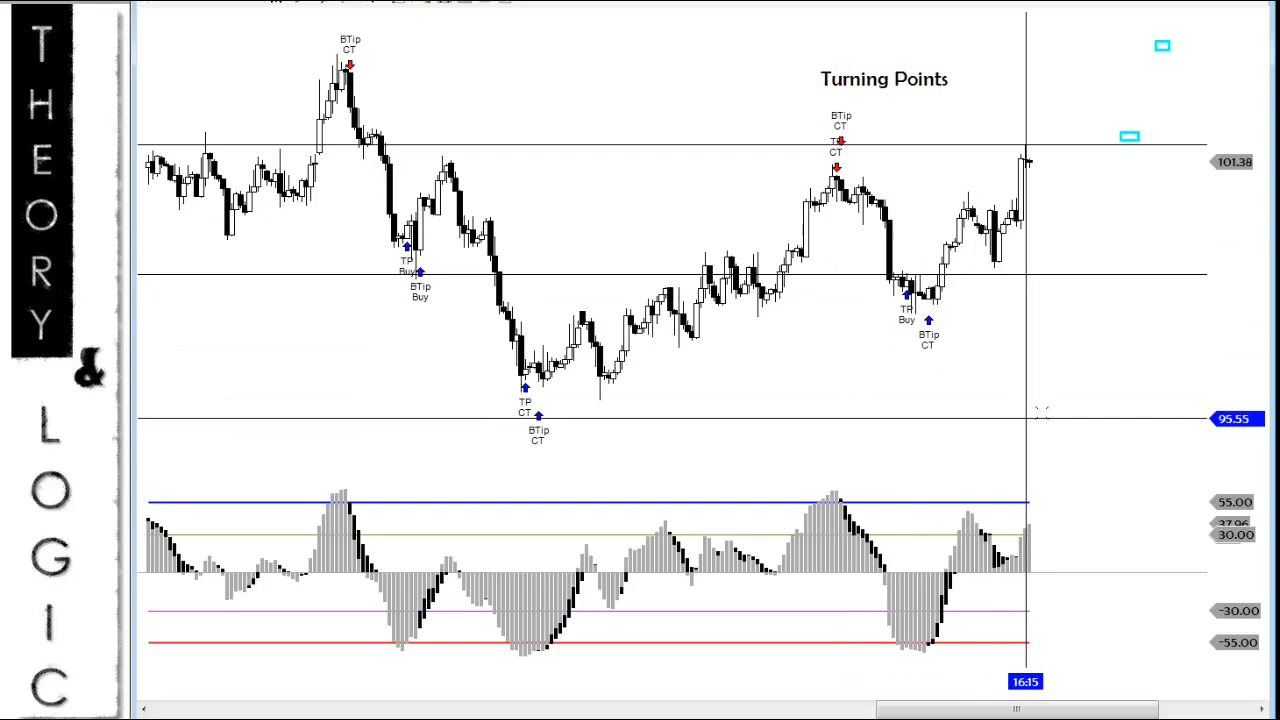 THEORY
&
LOGIC
Turning Points
BTip
CT
BTip
CT
TP
CT
TP
Buy
BTip
Buy
TP
CT
BTip
CT
TP
Buy
BTip
CT
101.38
95.55
55.00
37.96
30.00
-30.00
-55.00
16:15